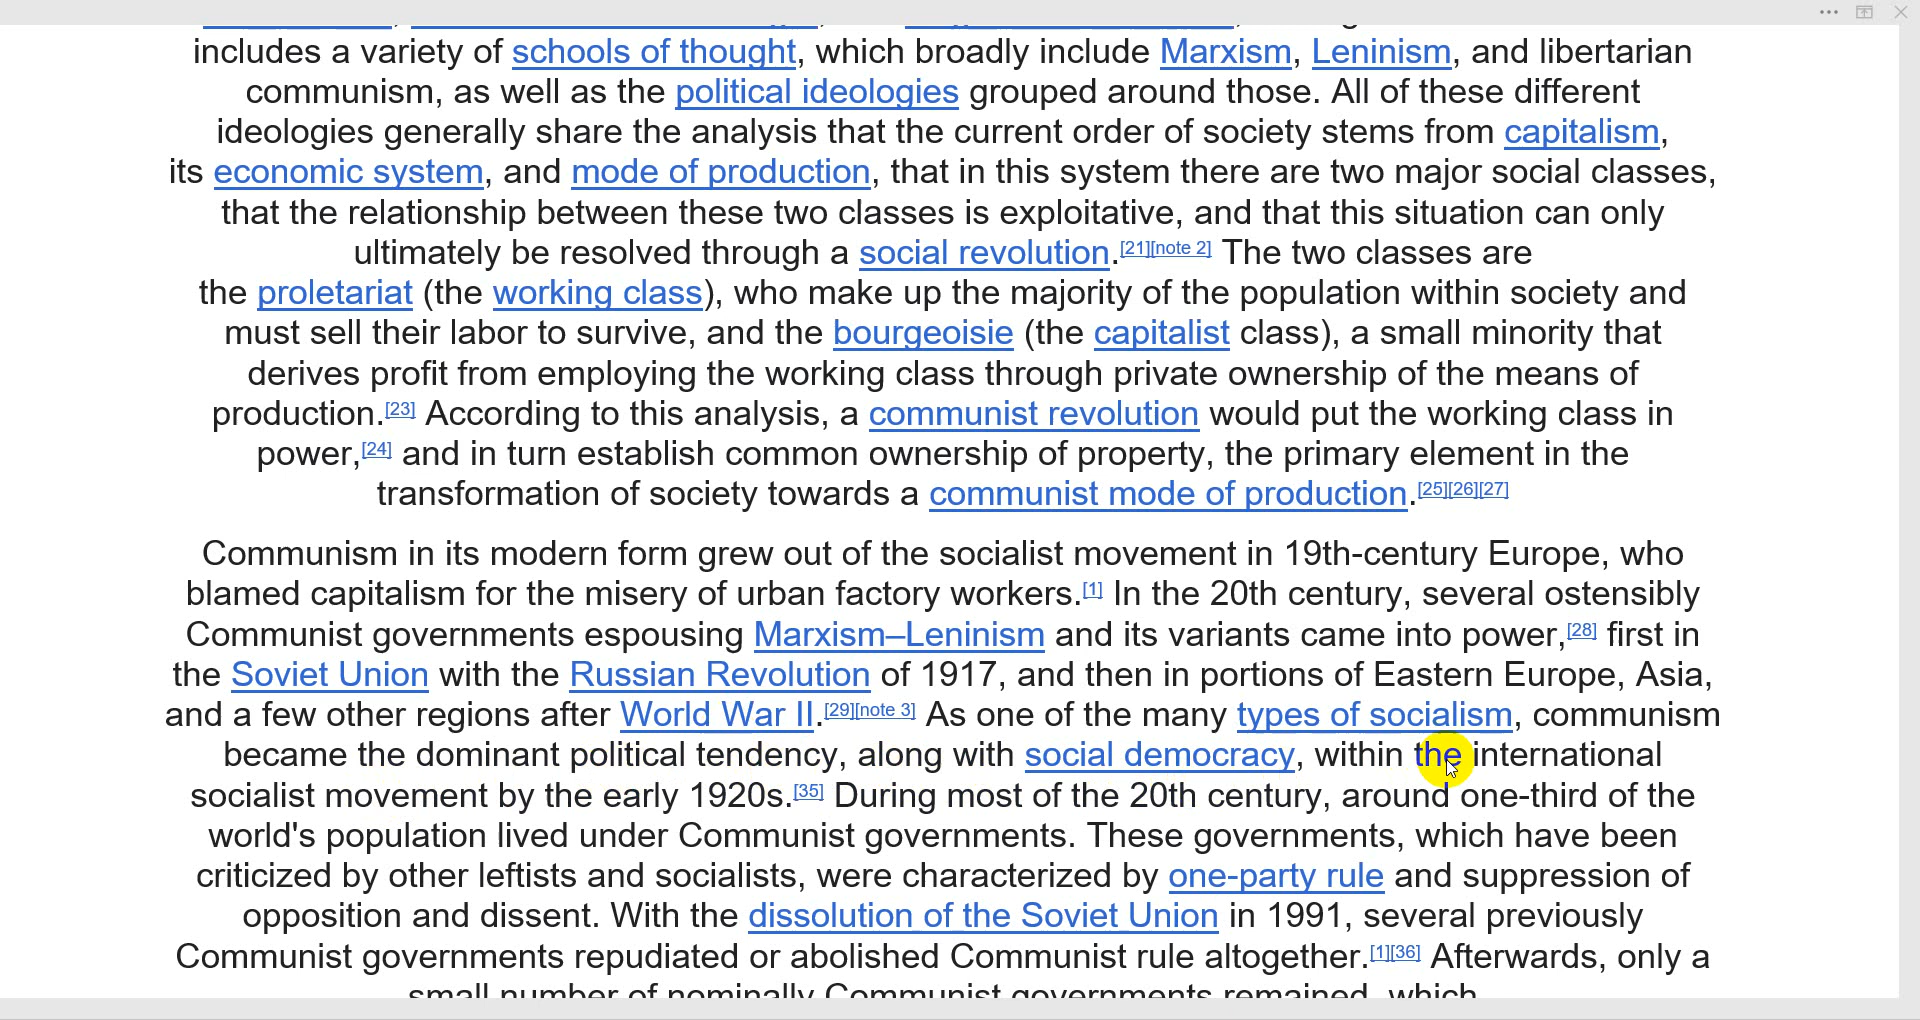 includes a variety of schools of thought, which broadly include Marxism, Leninism, and libertarian
communism, as well as the political ideologies grouped around those. All of these different
ideologies generally share the analysis that the current order of society stems from capitalism,
its economic system, and mode of production, that in this system there are two major social classes,
that the relationship between these two classes is exploitative, and that this situation can only
ultimately be resolved through a social revolution.[21][note 2] The two classes are
the proletariat (the working class), who make up the majority of the population within society and
must sell their labor to survive, and the bourgeoisie (the capitalist class), a small minority that
derives profit from employing the working class through private ownership of the means of
production.[23] According to this analysis, a communist revolution would put the working class in
power,[24] and in turn establish common ownership of property, the primary element in the
transformation of society towards a communist mode of production.[25][26][27]
Communism in its modern form grew out of the socialist movement in 19th-century Europe, who
blamed capitalism for the misery of urban factory workers.[1] In the 20th century, several ostensibly
Communist governments espousing Marxism–Leninism and its variants came into power,[28] first in
the Soviet Union with the Russian Revolution of 1917, and then in portions of Eastern Europe, Asia,
and a few other regions after World War II.[29][note 3] As one of the many types of socialism, communism
became the dominant political tendency, along with social democracy, within the international
socialist movement by the early 1920s.[35] During most of the 20th century, around one-third of the
world's population lived under Communist governments. These governments, which have been
criticized by other leftists and socialists, were characterized by one-party rule and suppression of
opposition and dissent. With the dissolution of the Soviet Union in 1991, several previously
Communist governments repudiated or abolished Communist rule altogether.[1][36] Afterwards, only a
small number of nominally Communist governments remained, which